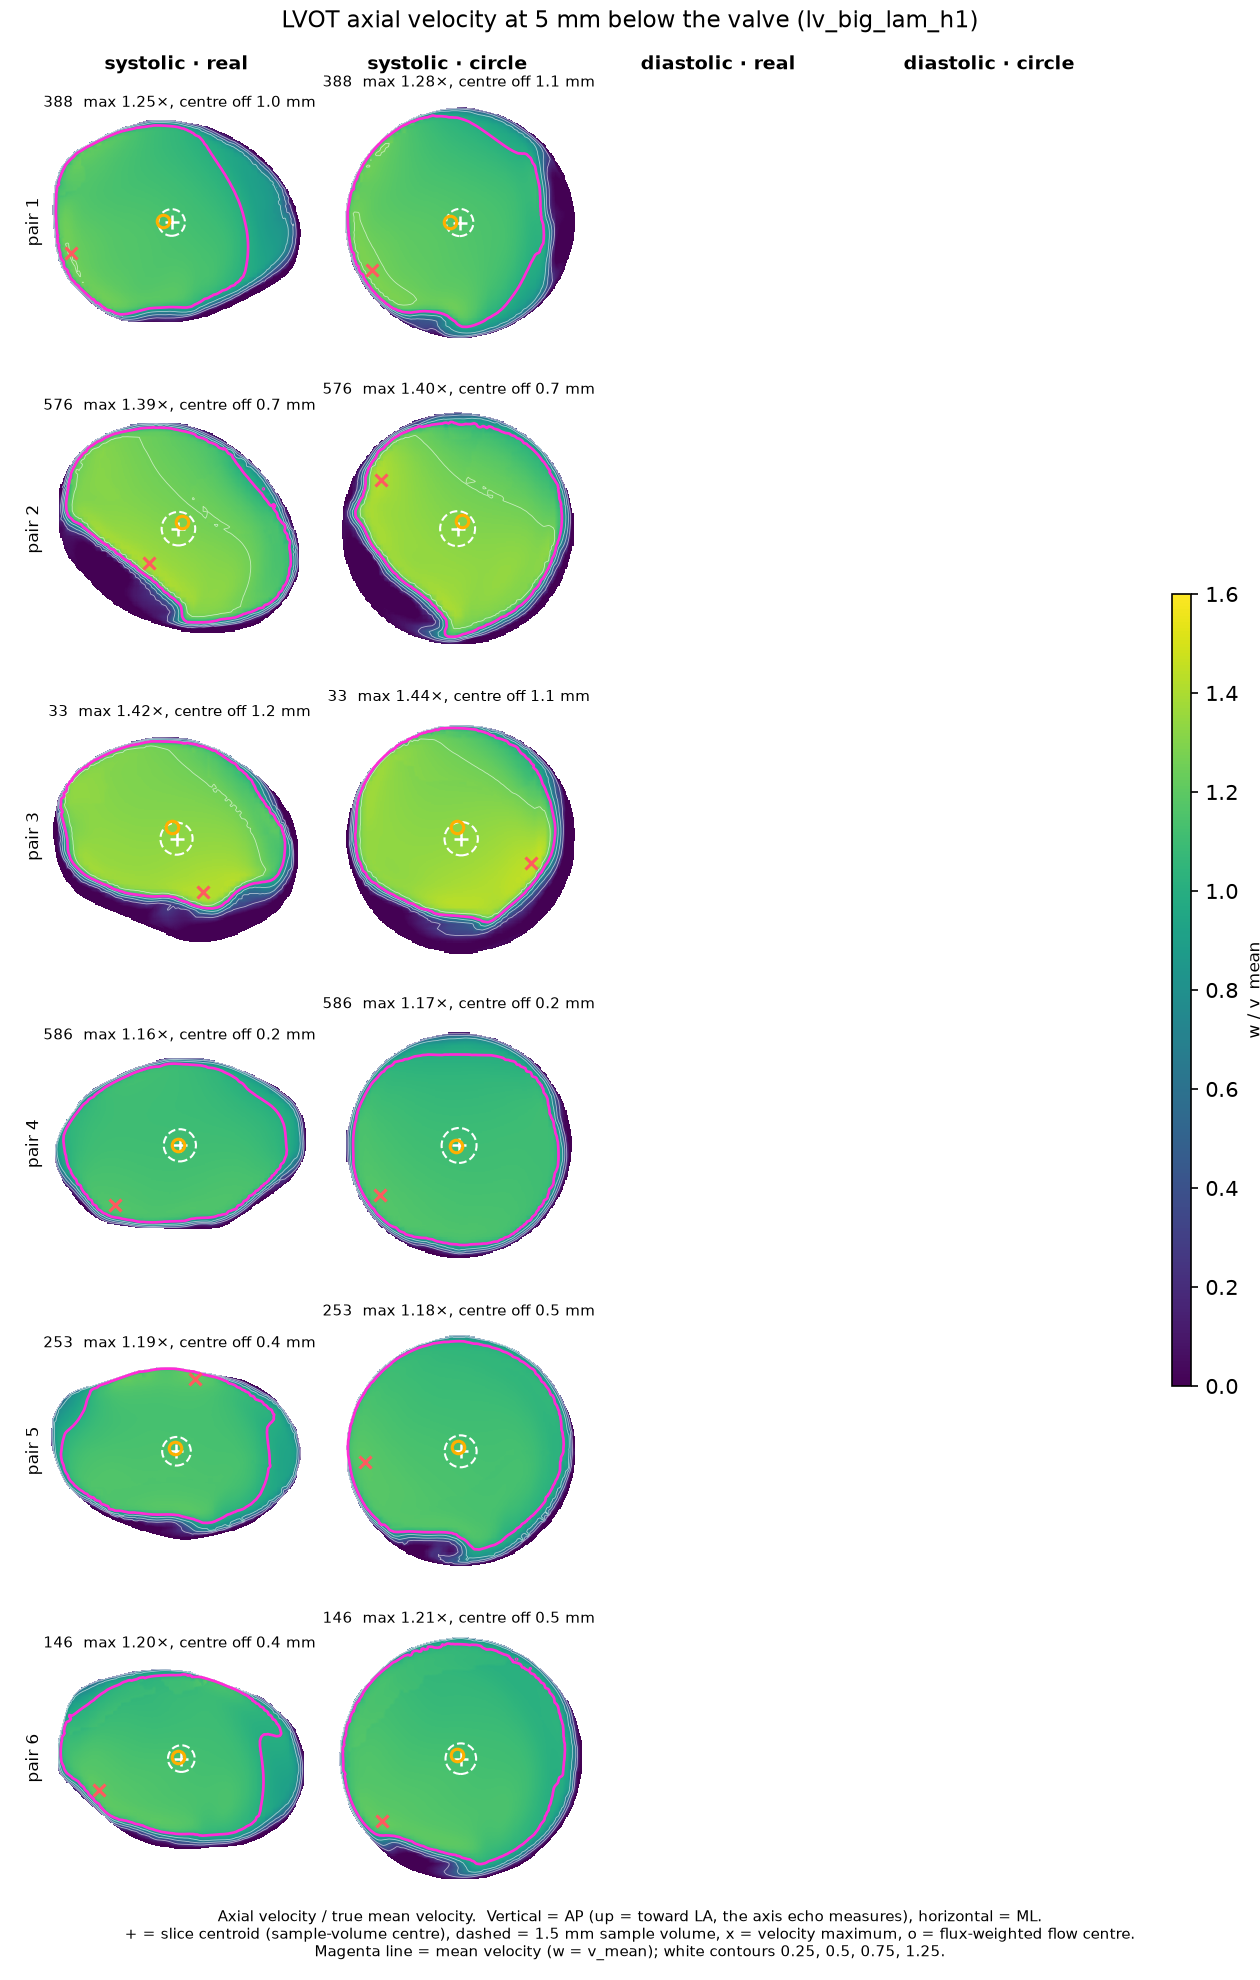 LVOT axial velocity at 5 mm below the valve (lv_big_lam_h1)
systolic · real
systolic · circle
diastolic · real
diastolic · circle
pair 1
388  max 1.25×, centre off 1.0 mm
388  max 1.28×, centre off 1.1 mm
pair 2
576  max 1.39×, centre off 0.7 mm
576  max 1.40×, centre off 0.7 mm
pair 3
33  max 1.42×, centre off 1.2 mm
33  max 1.44×, centre off 1.1 mm
pair 4
586  max 1.16×, centre off 0.2 mm
586  max 1.17×, centre off 0.2 mm
pair 5
253  max 1.19×, centre off 0.4 mm
253  max 1.18×, centre off 0.5 mm
pair 6
146  max 1.20×, centre off 0.4 mm
146  max 1.21×, centre off 0.5 mm
1.6
1.4
1.2
1.0
0.8
0.6
0.4
0.2
0.0
w / v_mean
Axial velocity / true mean velocity.  Vertical = AP (up = toward LA, the axis echo measures), horizontal = ML.
+ = slice centroid (sample-volume centre), dashed = 1.5 mm sample volume, x = velocity maximum, o = flux-weighted flow centre.
Magenta line = mean velocity (w = v_mean); white contours 0.25, 0.5, 0.75, 1.25.